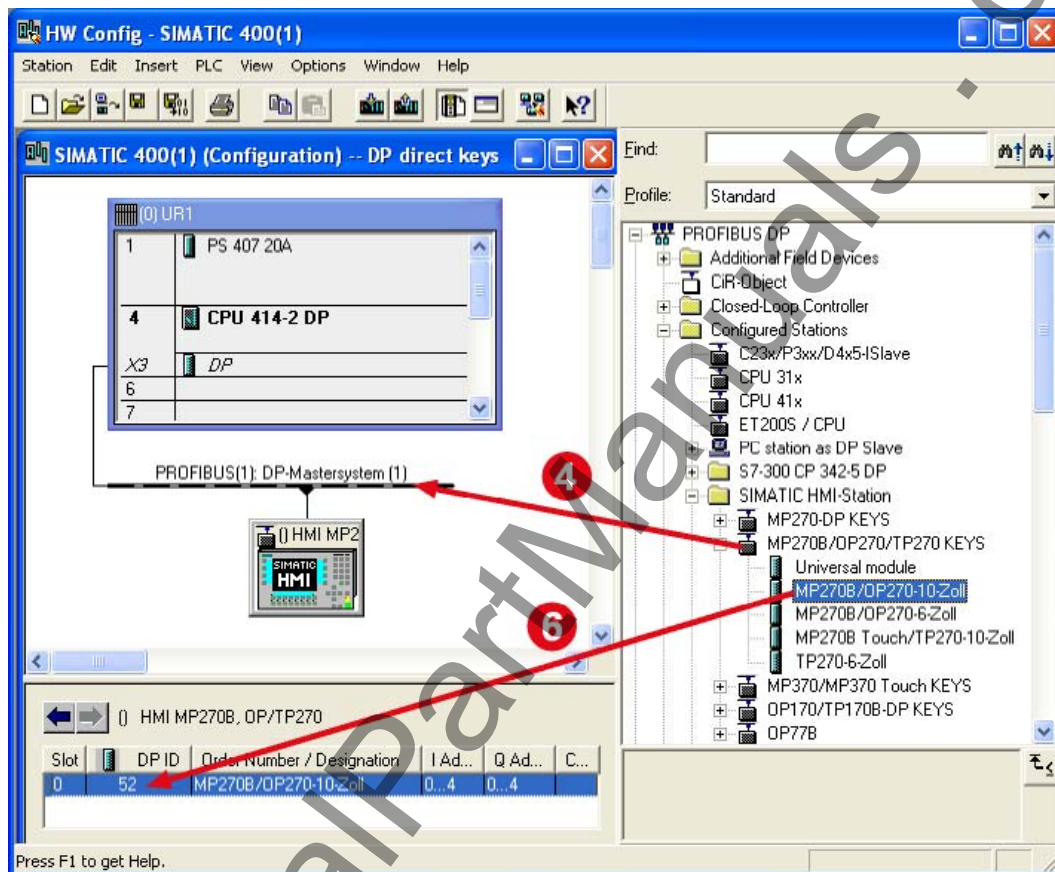 HW Config - SIMATIC 400(1)
Station Edit Insert PLC View Options Window Help
SIMATIC 400(1) (Configuration) -- DP direct keys
(0) UR1
1 PS 407 20A
4 CPU 414-2 DP
X3 DP
6
7
PROFIBUS(1): DP-Mastersystem (1)
4
() HMI MP2
SIMATIC
HMI
6
() HMI MP270B, OP/TP270
Slot DP ID Order Number / Designation I Ad... Q Ad... C...
0 52 MP270B/OP270-10-Zoll 0...4 0...4
Press F1 to get Help.
Find:
Profile: Standard
PROFIBUS DP
Additional Field Devices
CiR-Object
Closed-Loop Controller
Configured Stations
C23x/P3xx/D4x5-ISlave
CPU 31x
CPU 41x
ET200S / CPU
PC station as DP Slave
S7-300 CP 342-5 DP
SIMATIC HMI-Station
MP270-DP KEYS
MP270B/OP270/TP270 KEYS
Universal module
MP270B/OP270-10-Zoll
MP270B/OP270-6-Zoll
MP270B Touch/TP270-10-Zoll
TP270-6-Zoll
MP370/MP370 Touch KEYS
OP170/TP170B-DP KEYS
OP77B